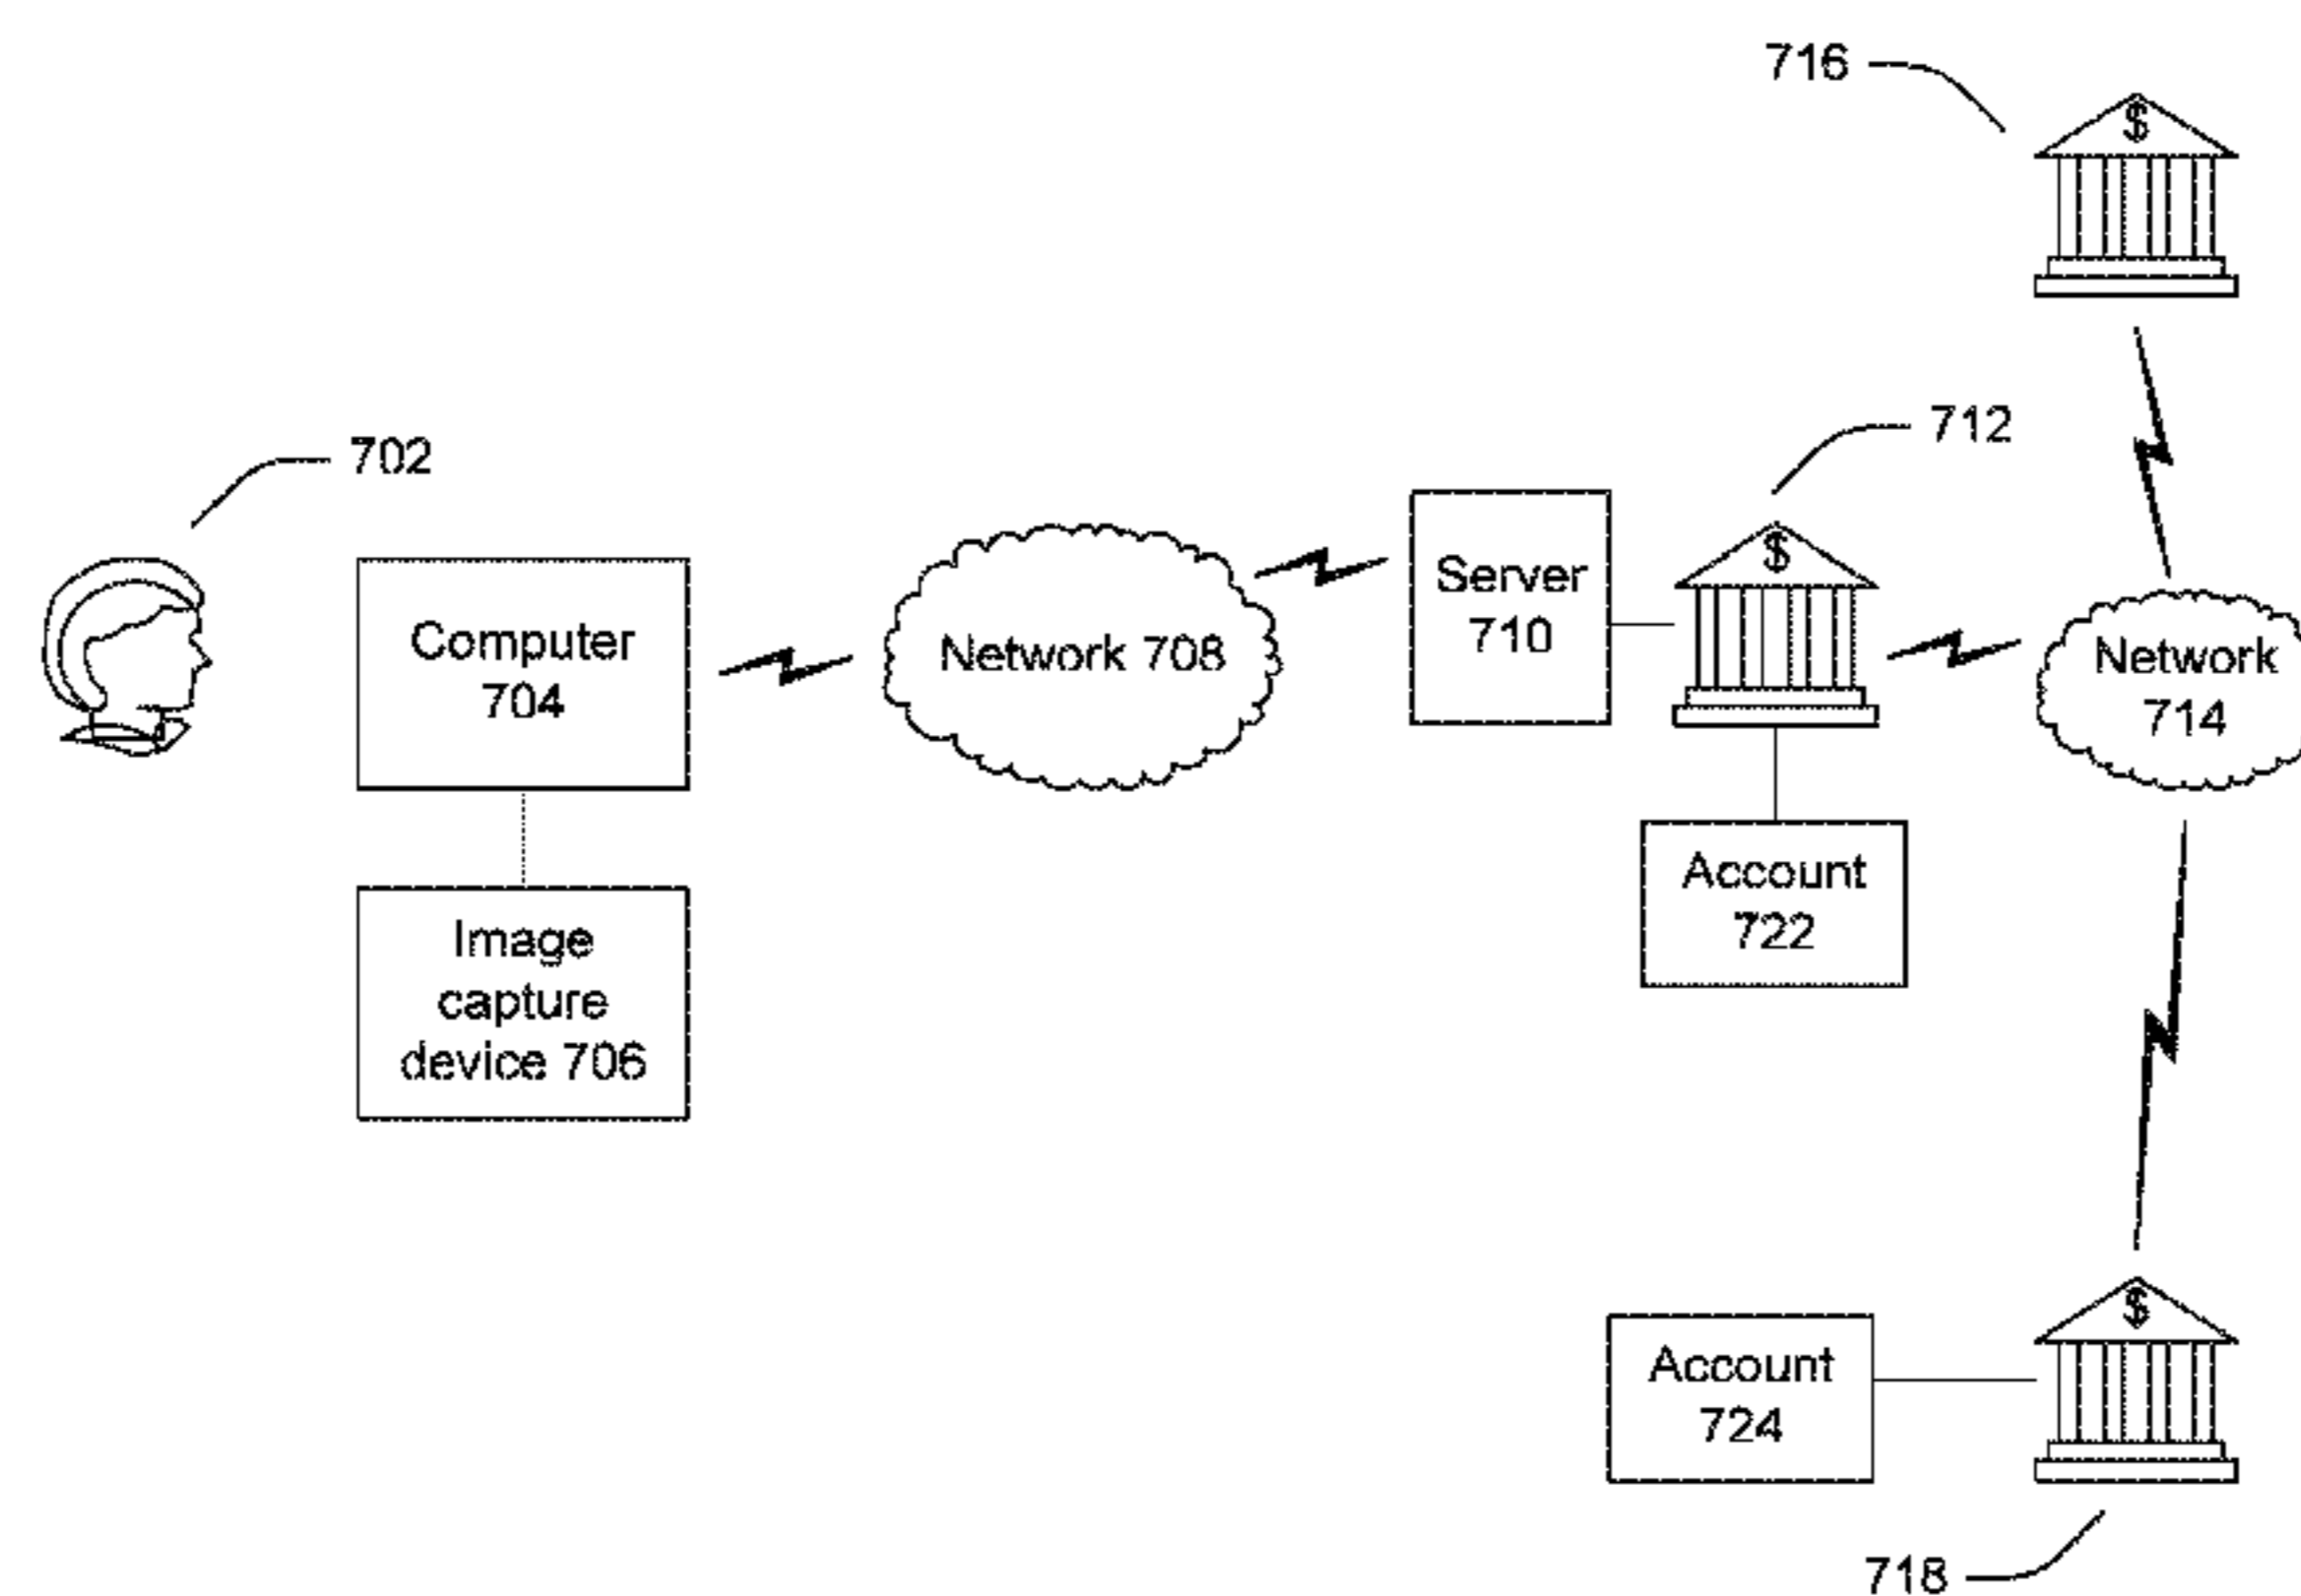 716
$
702
712
$
Computer
704
Network 708
Server
710
Network
714
Image
capture
device 706
Account
722
$
Account
724
718